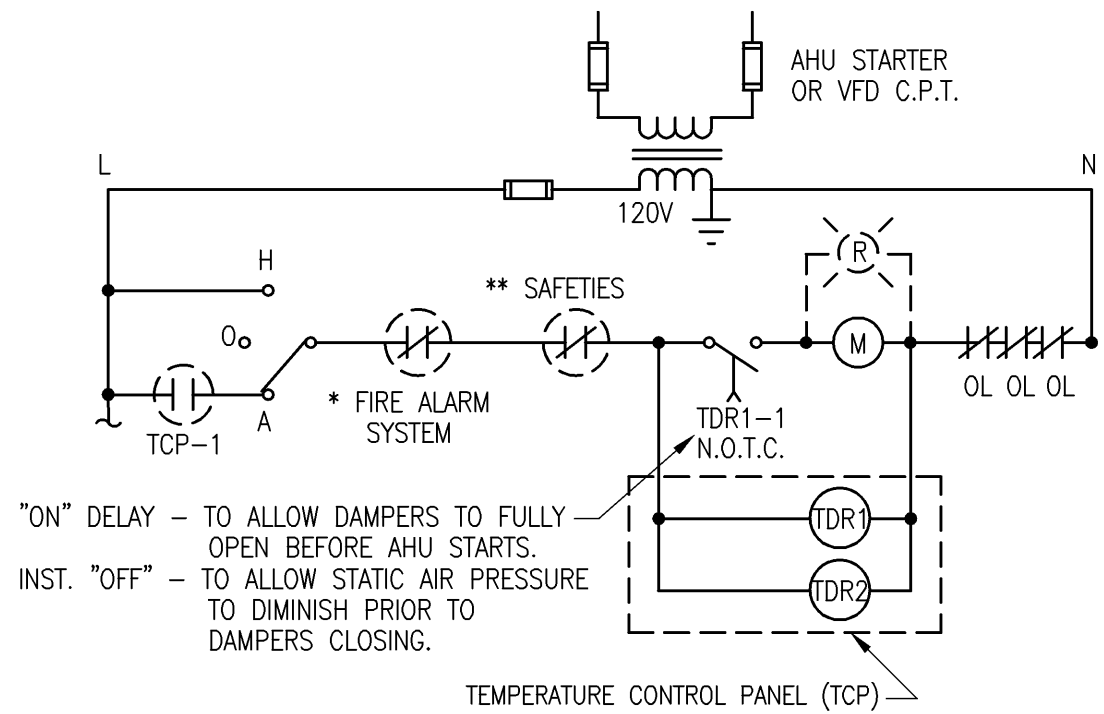 AHU STARTER
OR VFD C.P.T.
L
N
120V
H
R
** SAFETIES
O
M
A
* FIRE ALARM
SYSTEM
OL OL OL
TCP-1
TDR1-1
N.O.T.C.
"ON" DELAY - TO ALLOW DAMPERS TO FULLY
OPEN BEFORE AHU STARTS.
INST. "OFF" - TO ALLOW STATIC AIR PRESSURE
TO DIMINISH PRIOR TO
DAMPERS CLOSING.
TDR1
TDR2
TEMPERATURE CONTROL PANEL (TCP)